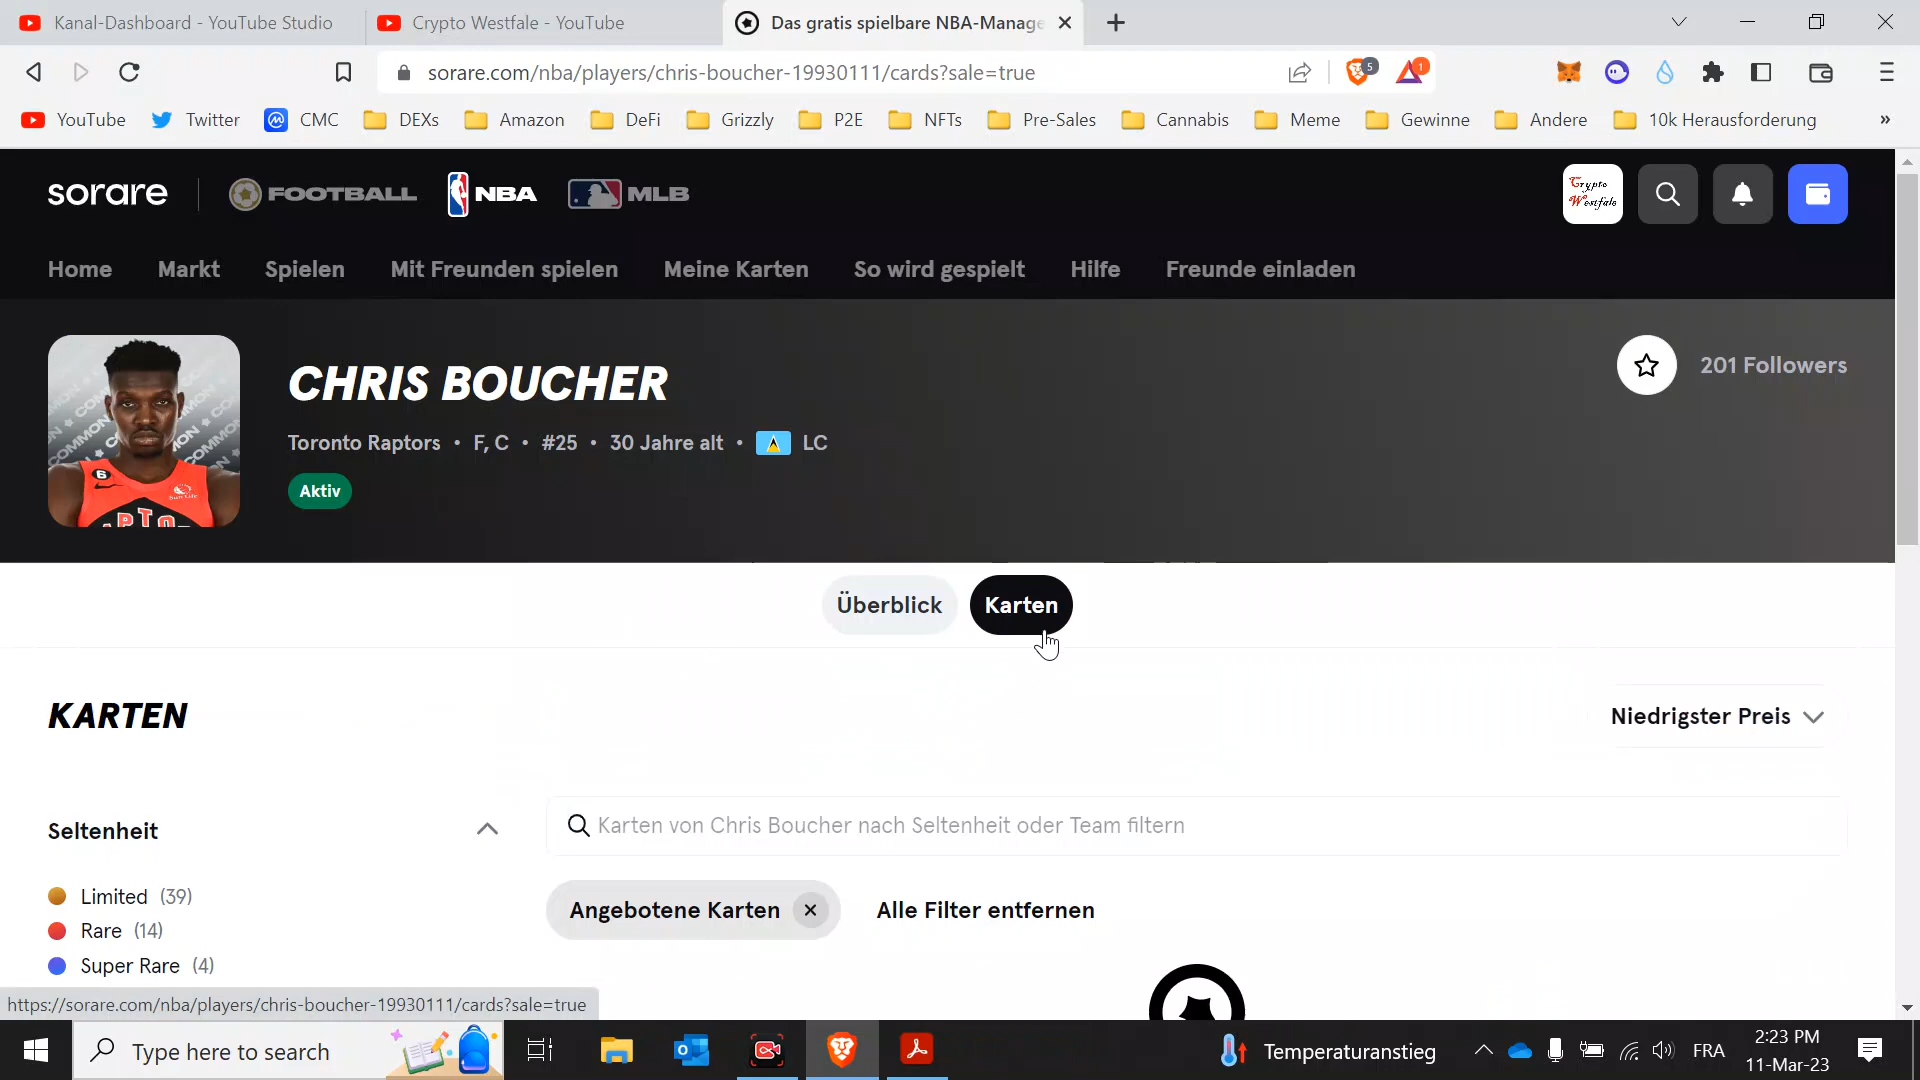 Kanal-Dashboard - YouTube Studio
Crypto Westfale - YouTube
Das gratis spielbare NBA-Manage
sorare.com/nba/players/chris-boucher-19930111/cards?sale=true
5
1
YouTube
Twitter
CMC
DEXs
Amazon
DeFi
Grizzly
P2E
NFTs
Pre-Sales
Cannabis
Meme
Gewinne
Andere
10k Herausforderung
»
sorare
FOOTBALL
NBA
MLB
Crypto
Westfale
Home
Markt
Spielen
Mit Freunden spielen
Meine Karten
So wird gespielt
Hilfe
Freunde einladen
CHRIS BOUCHER
201 Followers
Toronto Raptors • F, C • #25 • 30 Jahre alt • LC
Aktiv
Überblick
Karten
KARTEN
Niedrigster Preis
Seltenheit
Karten von Chris Boucher nach Seltenheit oder Team filtern
Limited (39)
Rare (14)
Super Rare (4)
Angebotene Karten
Alle Filter entfernen
https://sorare.com/nba/players/chris-boucher-19930111/cards?sale=true
Type here to search
Temperaturanstieg
FRA
2:23 PM
11-Mar-23